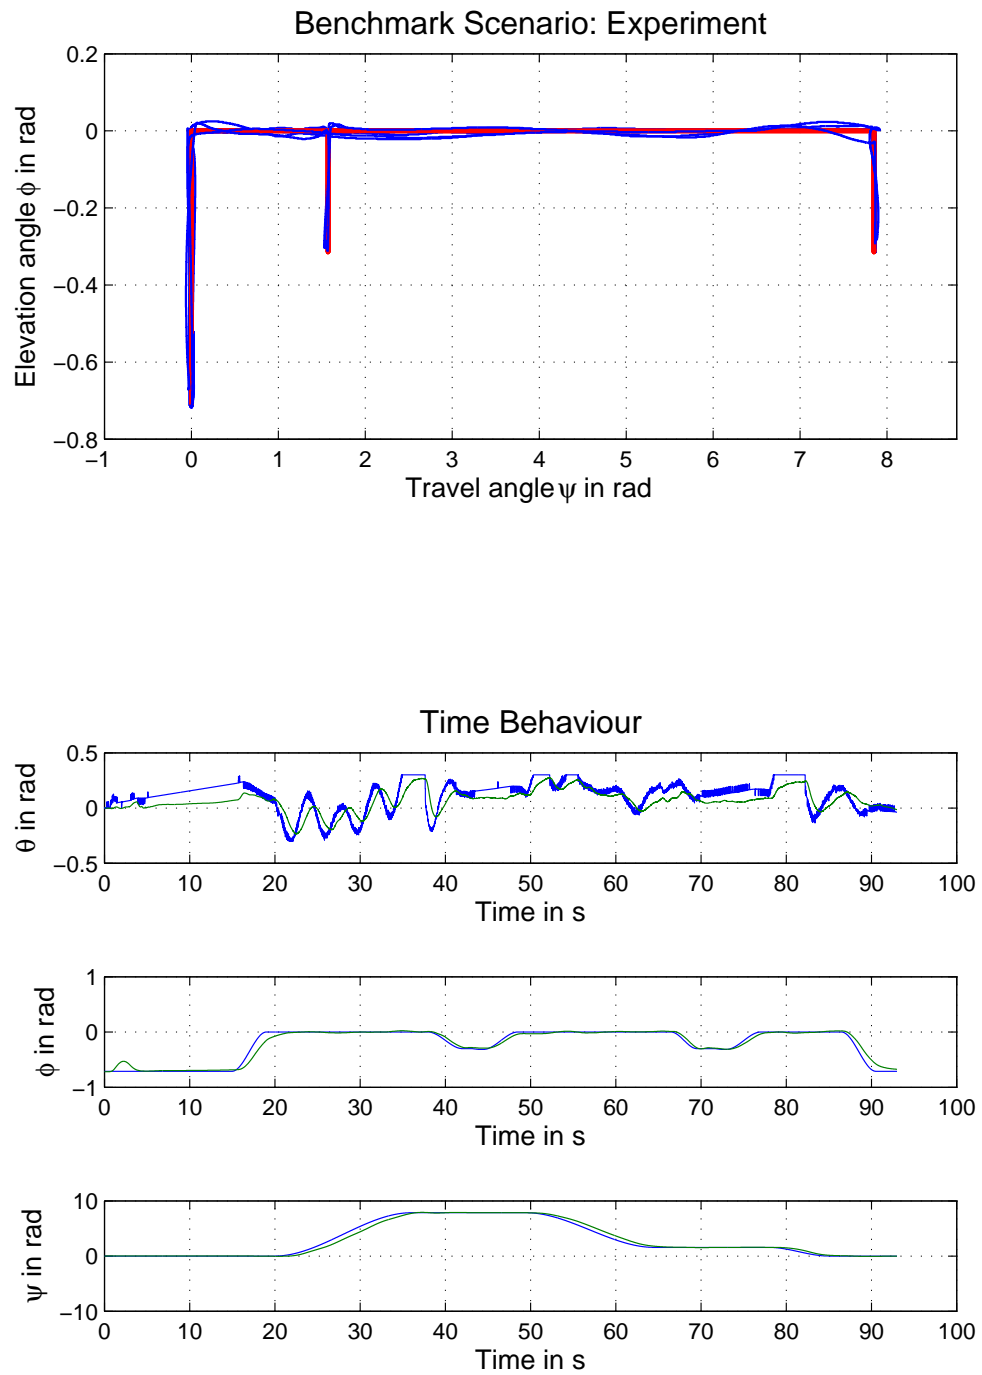 Benchmark Scenario: Experiment
0.2
0
−0.2
−0.4
−0.6
−0.8
Elevation angle ϕ in rad
−1 0 1 2 3 4 5 6 7 8
Travel angle ψ in rad
Time Behaviour
0.5
0
−0.5
θ in rad
0 10 20 30 40 50 60 70 80 90 100
Time in s
1
0
−1
ϕ in rad
0 10 20 30 40 50 60 70 80 90 100
Time in s
10
0
−10
ψ in rad
0 10 20 30 40 50 60 70 80 90 100
Time in s